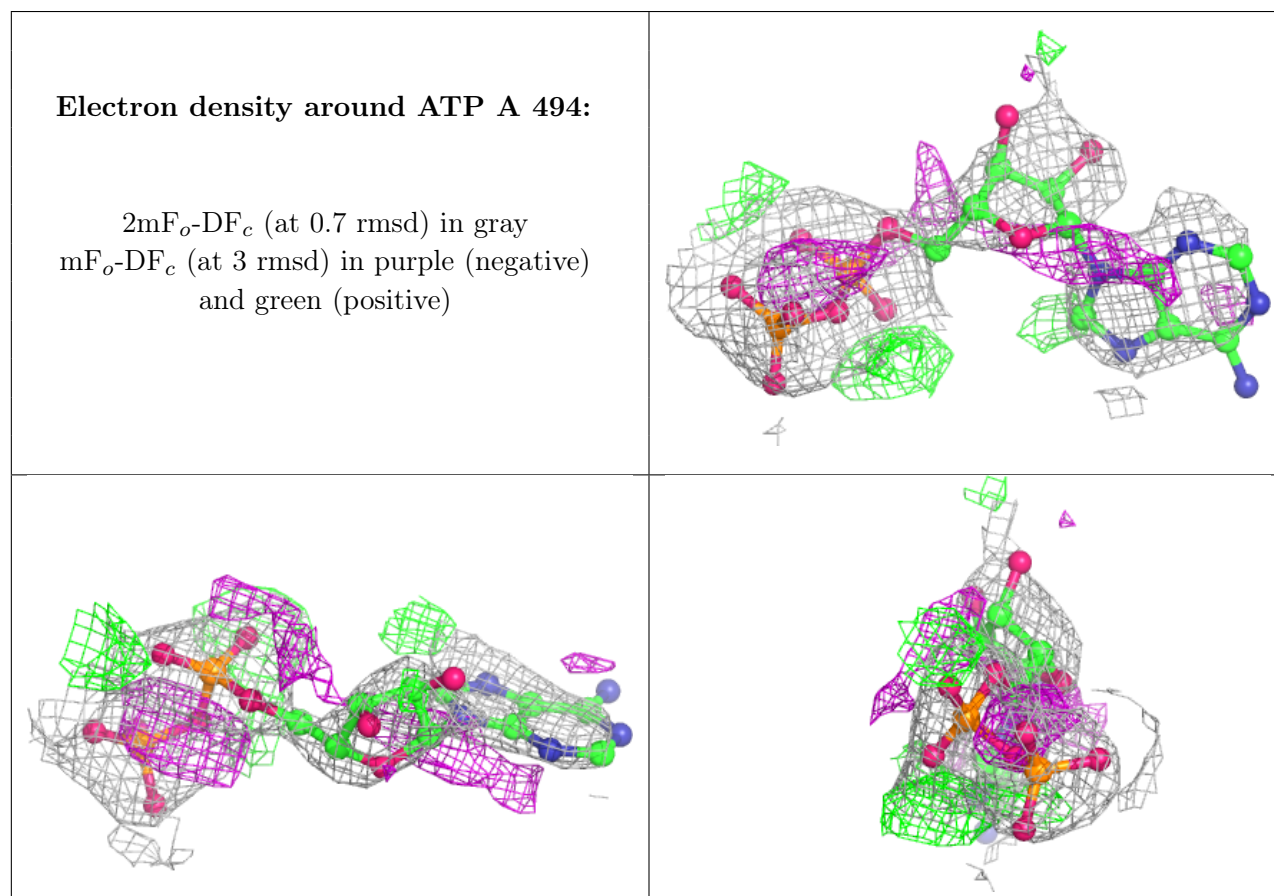 Electron density around ATP A 494:
2mFₒ-DF𝒸 (at 0.7 rmsd) in gray
mFₒ-DF𝒸 (at 3 rmsd) in purple (negative)
and green (positive)